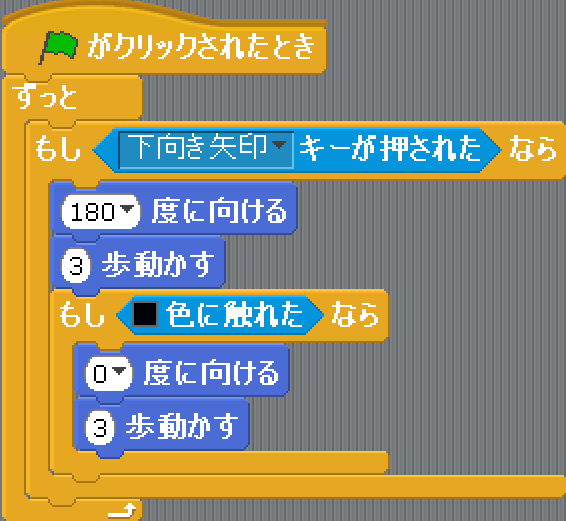 がクリックされたとき
ずっと
もし 下向き矢印 キーが押された なら
180 度に向ける
3 歩動かす
もし 色に触れた なら
0 度に向ける
3 歩動かす